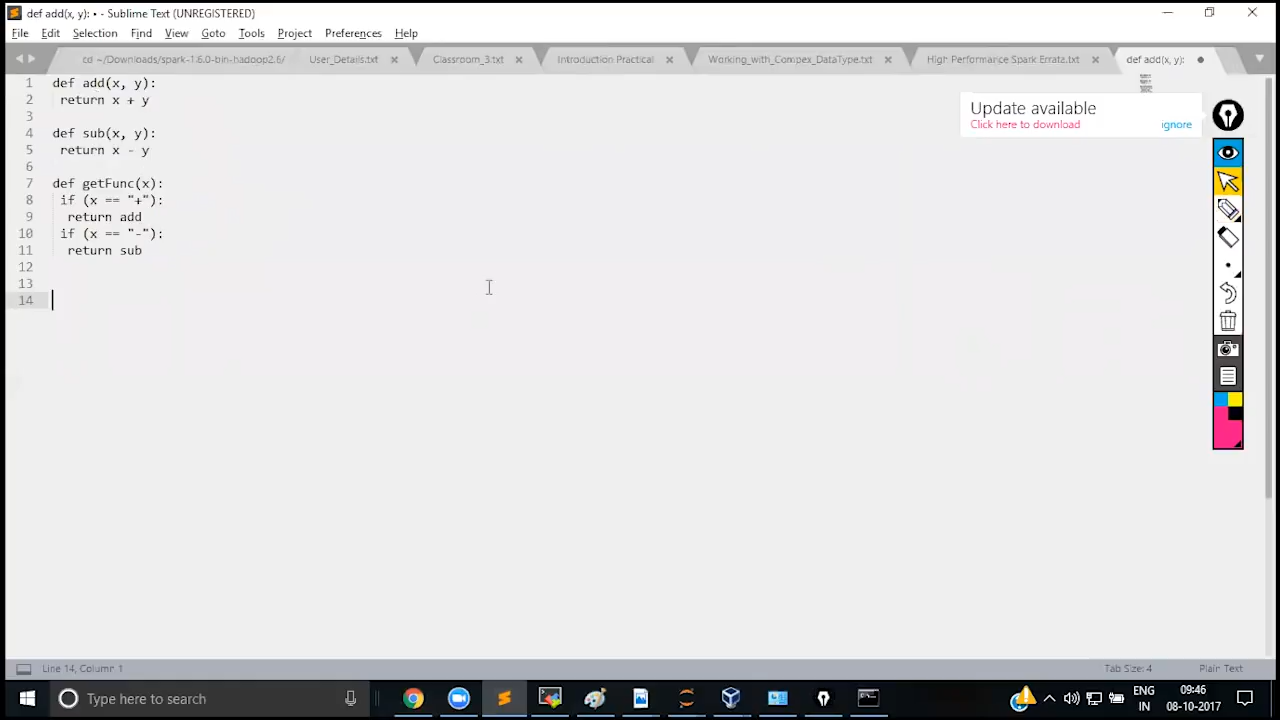 def add(x, y): • - Sublime Text (UNREGISTERED)
File Edit Selection Find View Goto Tools Project Preferences Help
cd ~/Downloads/spark-1.6.0-bin-hadoop2.6/ User_Details.txt Classroom_3.txt Introduction Practical Working_with_Compex_DataType.txt High Performance Spark Errata.txt def add(x, y):
1 def add(x, y):
2 return x + y
3
4 def sub(x, y):
5 return x - y
6
7 def getFunc(x):
8 if (x == "+"):
9 return add
10 if (x == "-"):
11 return sub
12
13
14
Update available
Click here to download ignore
Line 14, Column 1 Tab Size: 4 Plain Text
Type here to search
ENG
IN
09:46
08-10-2017